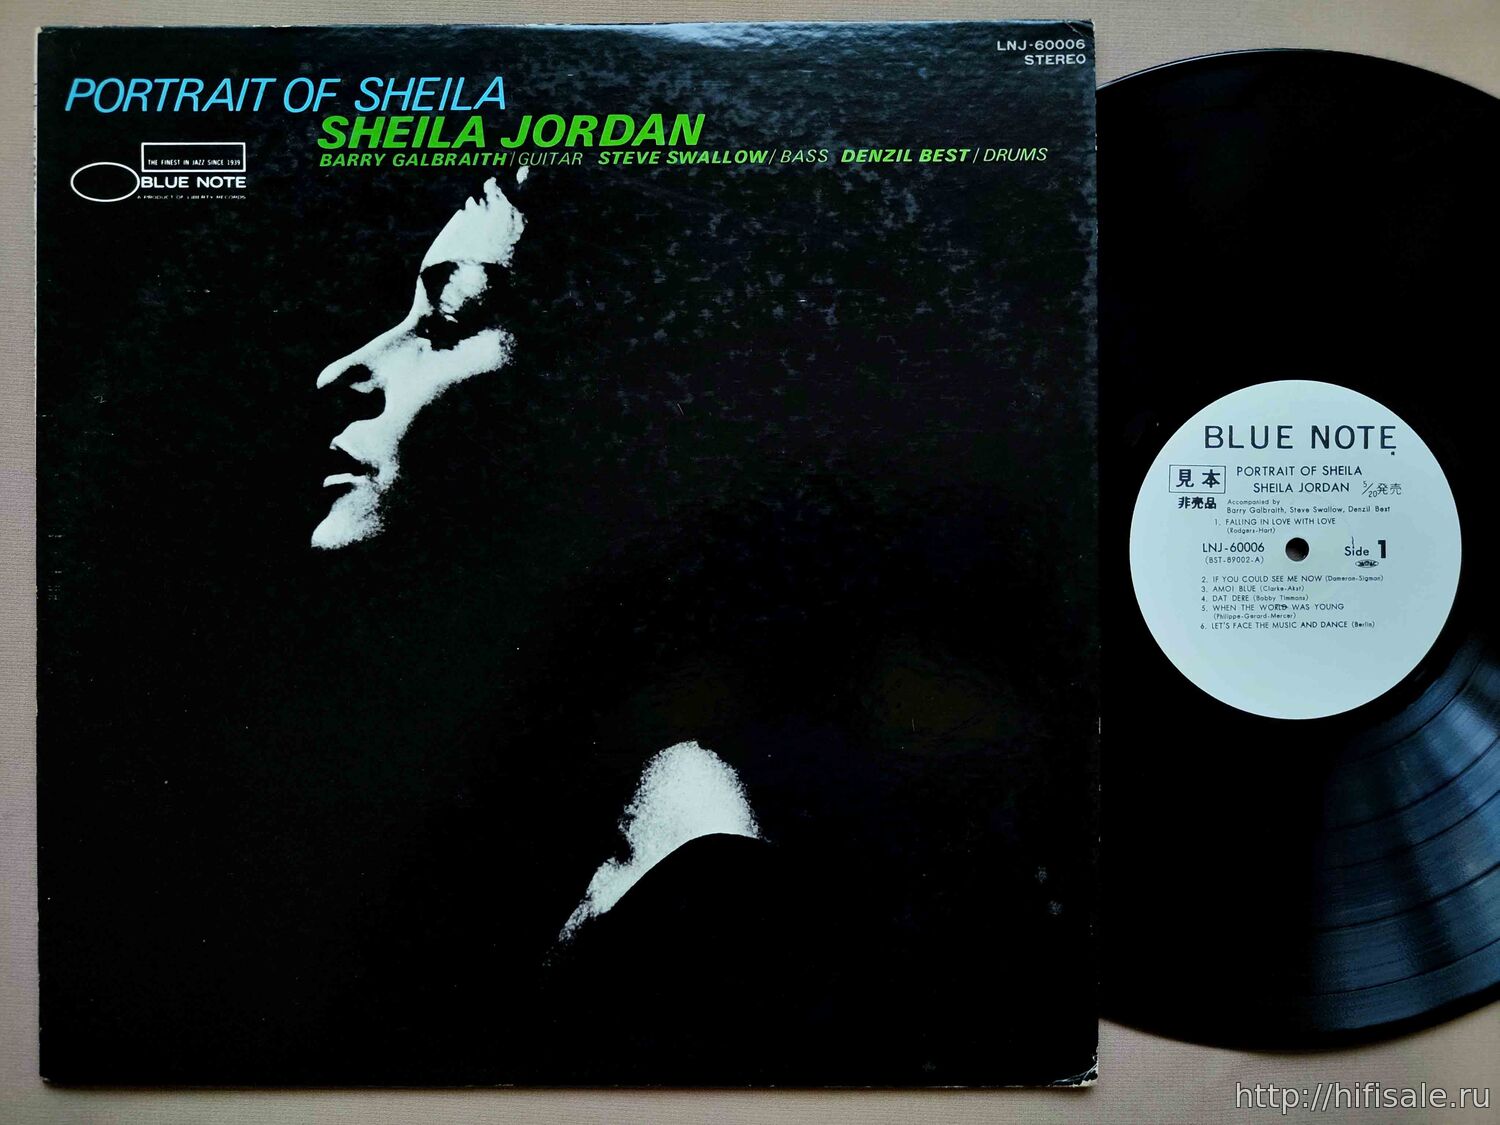 LNJ-60006
STEREO
PORTRAIT OF SHEILA
SHEILA JORDAN
BARRY GALBRAITH/GUITAR STEVE SWALLOW/BASS DENZIL BEST/DRUMS
THE FINEST IN JAZZ SINCE 1939
BLUE NOTE
A PRODUCT OF LIBERTY RECORDS
BLUE NOTE
見本
PORTRAIT OF SHEILA
SHEILA JORDAN 5/20発売
非売品
Accompanied by
Barry Galbraith, Steve Swallow, Denzil Best
1. FALLING IN LOVE WITH LOVE
(Rodgers-Hart)
LNJ-60006 Side 1
(BST-89002-A)
2. IF YOU COULD SEE ME NOW (Dameron-Sigman)
3. AMOI BLUE (Clarke-Akst)
4. DAT DERE (Bobby Timmons)
5. WHEN THE WORLD WAS YOUNG
(Philippe-Gerard-Mercer)
6. LET'S FACE THE MUSIC AND DANCE (Berlin)
http://hifisale.ru